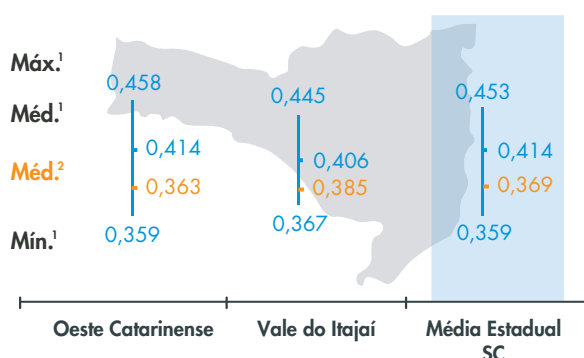 Máx.¹
Méd.¹
Méd.²
Mín.¹
0,458
0,414
0,363
0,359
0,445
0,406
0,385
0,367
0,453
0,414
0,369
0,359
Oeste Catarinense
Vale do Itajaí
Média Estadual
SC